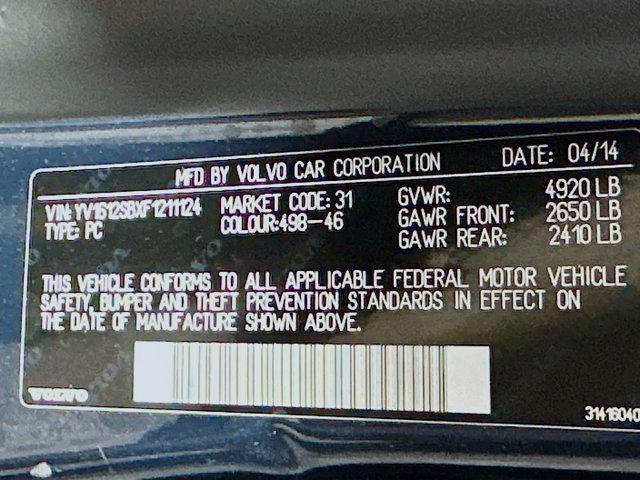 MFD BY VOLVO CAR CORPORATION DATE: 04/14
VIN: YV1612SBXF1211124 MARKET CODE: 31 GVWR: 4920 LB
TYPE: PC COLOUR:498-46 GAWR FRONT: 2650 LB
GAWR REAR: 2410 LB
THIS VEHICLE CONFORMS TO ALL APPLICABLE FEDERAL MOTOR VEHICLE
SAFETY, BUMPER AND THEFT PREVENTION STANDARDS IN EFFECT ON
THE DATE OF MANUFACTURE SHOWN ABOVE.
VOLVO
31416040